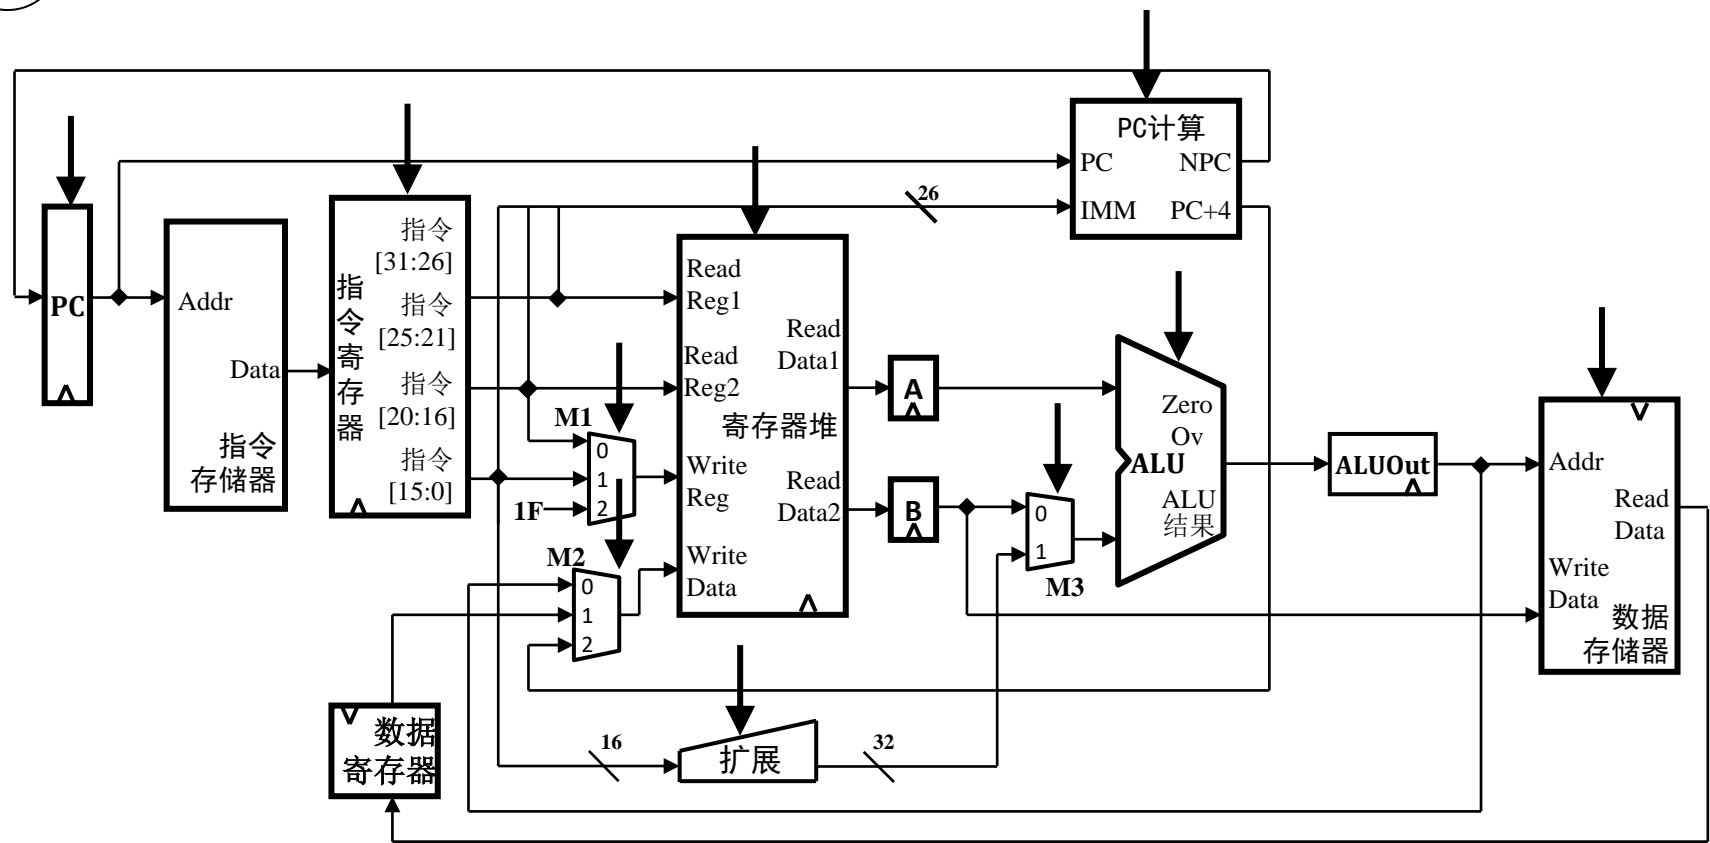 PC计算
PC
NPC
26
IMM
PC+4
指令
[31:26]
Read
Reg1
指
令
寄
存
器
PC
Addr
指令
[25:21]
Read
Data1
Data
Read
Reg2
指令
[20:16]
A
Zero
Ov
M1
寄存器堆
指令
存储器
0
1
2
指令
[15:0]
Write
Reg
ALU
ALUOut
Addr
1F
Read
Data2
B
0
1
ALU
结果
Read
Data
M2
Write
Data
M3
Write
Data
0
1
2
数据
存储器
数据
寄存器
16
扩展
32